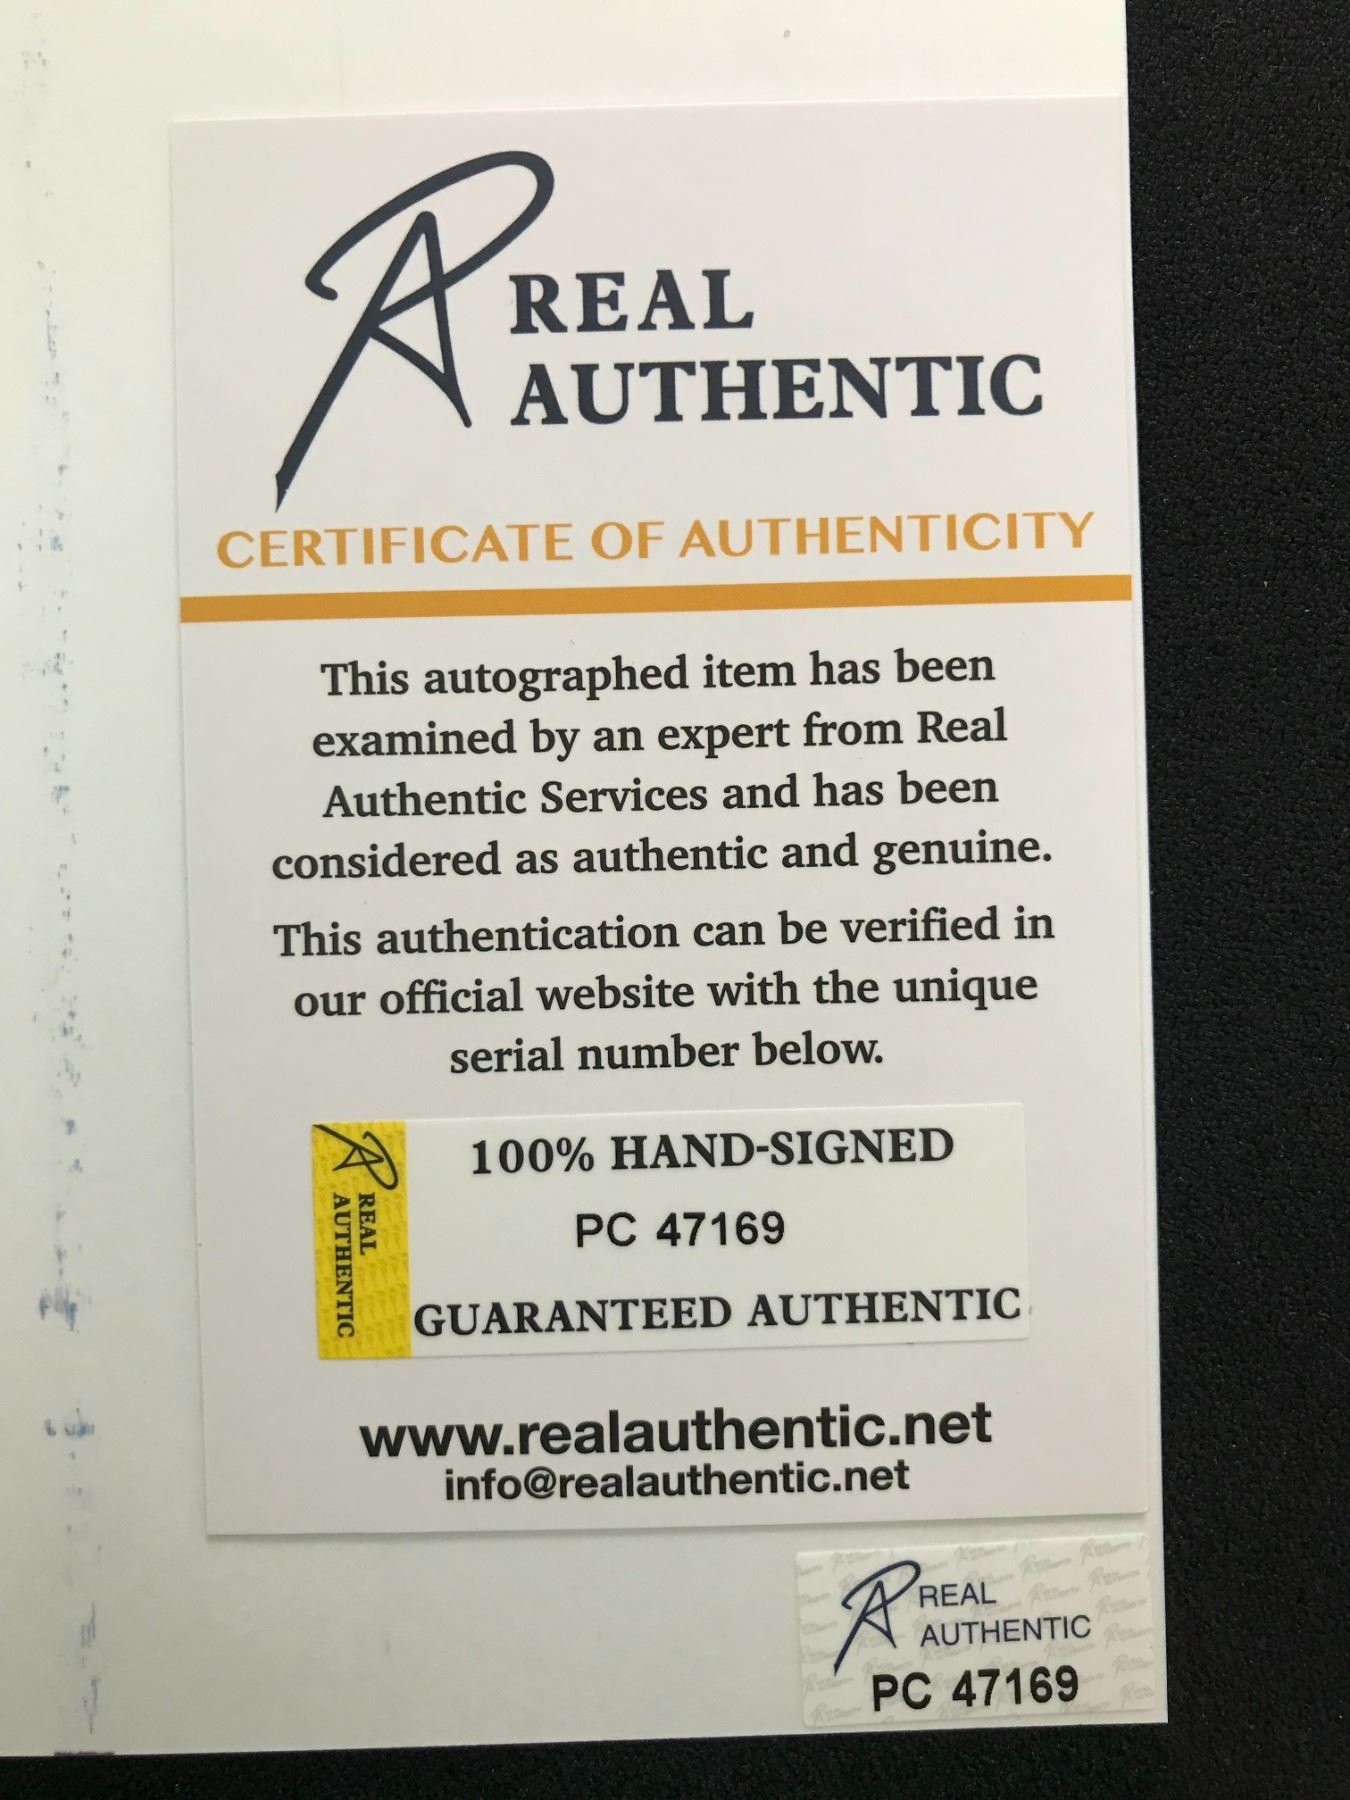 REAL
AUTHENTIC
CERTIFICATE OF AUTHENTICITY
This autographed item has been
examined by an expert from Real
Authentic Services and has been
considered as authentic and genuine.
This authentication can be verified in
our official website with the unique
serial number below.
REAL
AUTHENTIC
100% HAND-SIGNED
PC 47169
GUARANTEED AUTHENTIC
www.realauthentic.net
info@realauthentic.net
REAL
AUTHENTIC
PC 47169